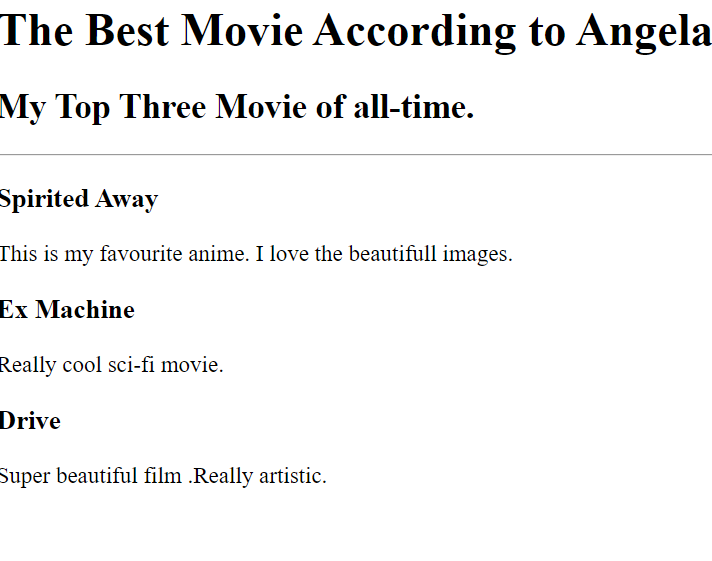 The Best Movie According to Angela
My Top Three Movie of all-time.
Spirited Away
This is my favourite anime. I love the beautifull images.
Ex Machine
Really cool sci-fi movie.
Drive
Super beautiful film .Really artistic.